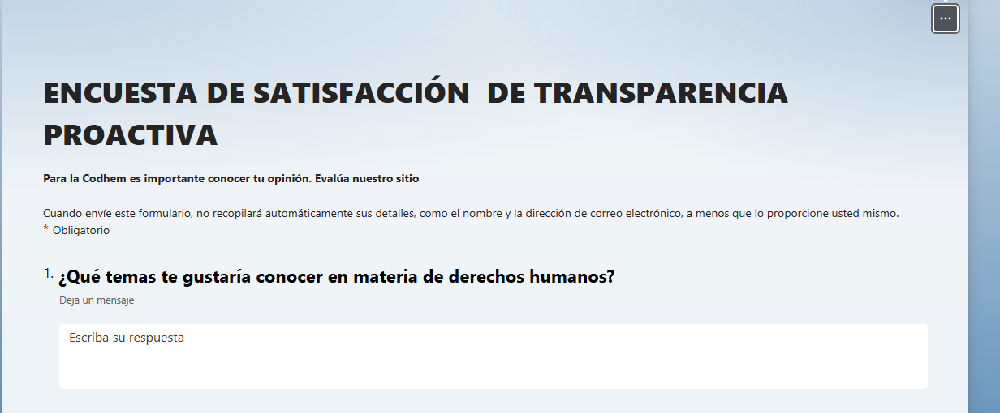 ENCUESTA DE SATISFACCIÓN DE TRANSPARENCIA
PROACTIVA
Para la Codhem es importante conocer tu opinión. Evalúa nuestro sitio
Cuando envíe este formulario, no recopilará automáticamente sus detalles, como el nombre y la dirección de correo electrónico, a menos que lo proporcione usted mismo.
* Obligatorio
1. ¿Qué temas te gustaría conocer en materia de derechos humanos?
Deja un mensaje
Escriba su respuesta